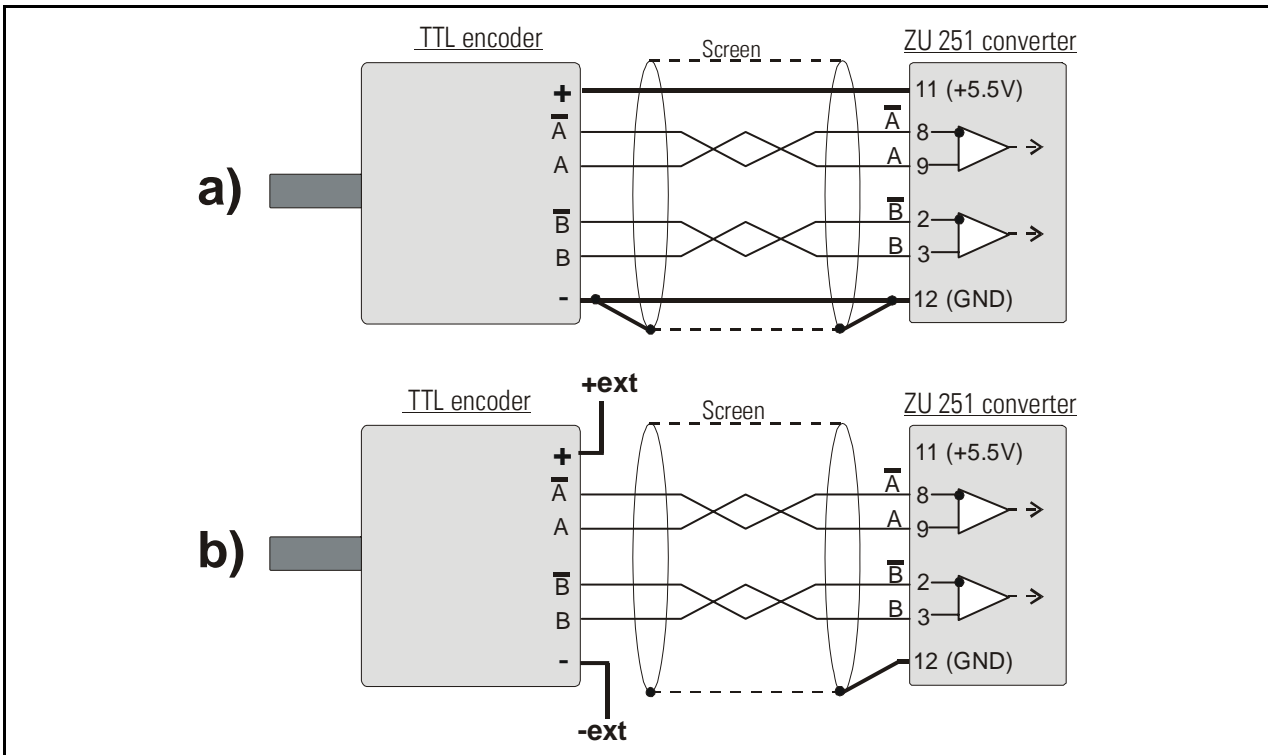 TTL encoder
Screen
ZU 251 converter
a)
+
A̅
A
B̅
B
-
A̅
A
B̅
B
11 (+5.5V)
8
9
2
3
12 (GND)
+ext
TTL encoder
Screen
ZU 251 converter
b)
+
A̅
A
B̅
B
-
-ext
A̅
A
B̅
B
11 (+5.5V)
8
9
2
3
12 (GND)